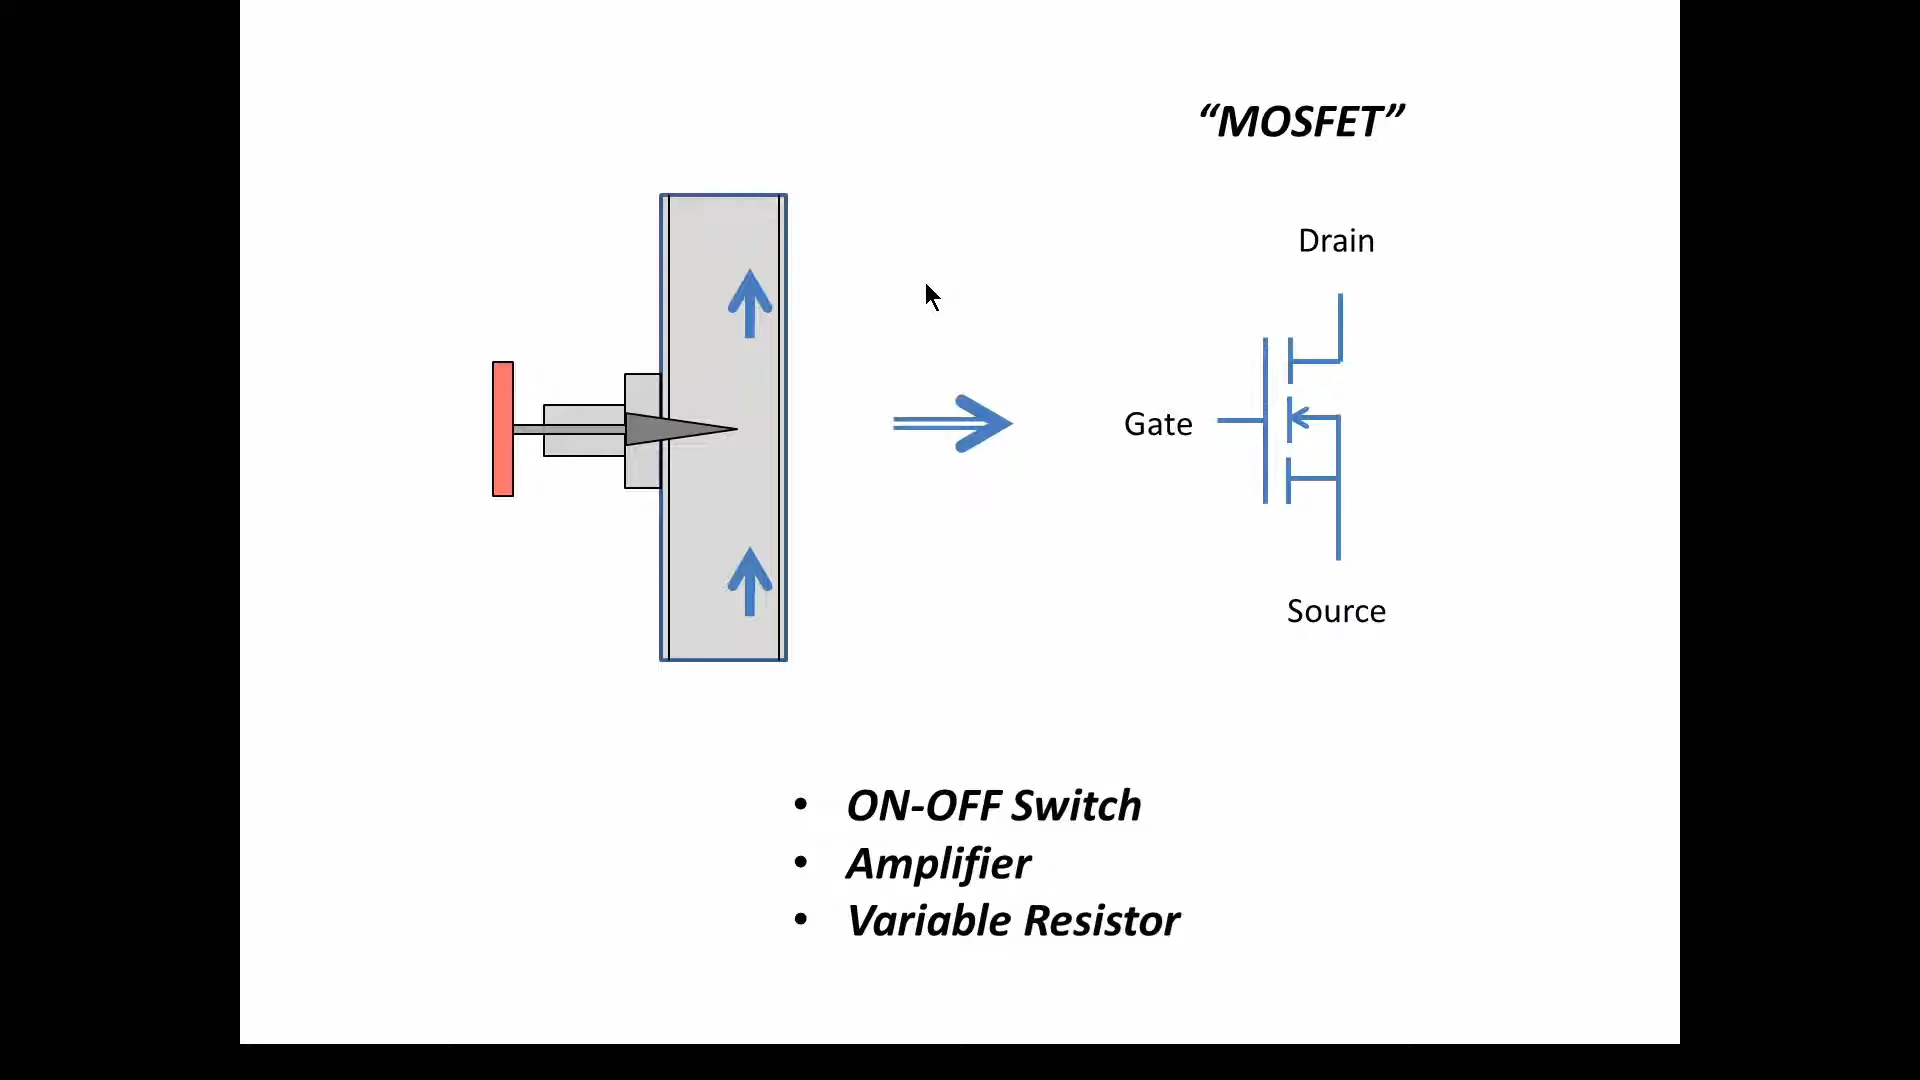 “MOSFET”
Drain
Gate
Source
• ON-OFF Switch
• Amplifier
• Variable Resistor